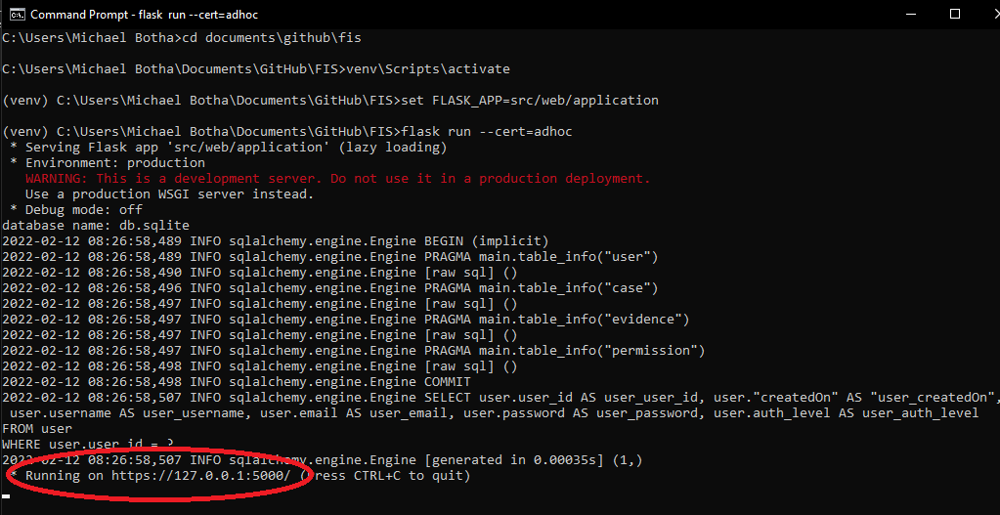 Command Prompt - flask run --cert=adhoc
C:\Users\Michael Botha>cd documents\github\fis
C:\Users\Michael Botha\Documents\GitHub\FIS>venv\Scripts\activate
(venv) C:\Users\Michael Botha\Documents\GitHub\FIS>set FLASK_APP=src/web/application
(venv) C:\Users\Michael Botha\Documents\GitHub\FIS>flask run --cert=adhoc
 * Serving Flask app 'src/web/application' (lazy loading)
 * Environment: production
   WARNING: This is a development server. Do not use it in a production deployment.
   Use a production WSGI server instead.
 * Debug mode: off
database name: db.sqlite
2022-02-12 08:26:58,489 INFO sqlalchemy.engine.Engine BEGIN (implicit)
2022-02-12 08:26:58,489 INFO sqlalchemy.engine.Engine PRAGMA main.table_info("user")
2022-02-12 08:26:58,490 INFO sqlalchemy.engine.Engine [raw sql] ()
2022-02-12 08:26:58,496 INFO sqlalchemy.engine.Engine PRAGMA main.table_info("case")
2022-02-12 08:26:58,497 INFO sqlalchemy.engine.Engine [raw sql] ()
2022-02-12 08:26:58,497 INFO sqlalchemy.engine.Engine PRAGMA main.table_info("evidence")
2022-02-12 08:26:58,497 INFO sqlalchemy.engine.Engine [raw sql] ()
2022-02-12 08:26:58,497 INFO sqlalchemy.engine.Engine PRAGMA main.table_info("permission")
2022-02-12 08:26:58,498 INFO sqlalchemy.engine.Engine [raw sql] ()
2022-02-12 08:26:58,498 INFO sqlalchemy.engine.Engine COMMIT
2022-02-12 08:26:58,507 INFO sqlalchemy.engine.Engine SELECT user.user_id AS user_user_id, user."createdOn" AS "user_createdOn",
 user.username AS user_username, user.email AS user_email, user.password AS user_password, user.auth_level AS user_auth_level
FROM user
WHERE user.user_id = ?
2022-02-12 08:26:58,507 INFO sqlalchemy.engine.Engine [generated in 0.00035s] (1,)
 * Running on https://127.0.0.1:5000/ (Press CTRL+C to quit)